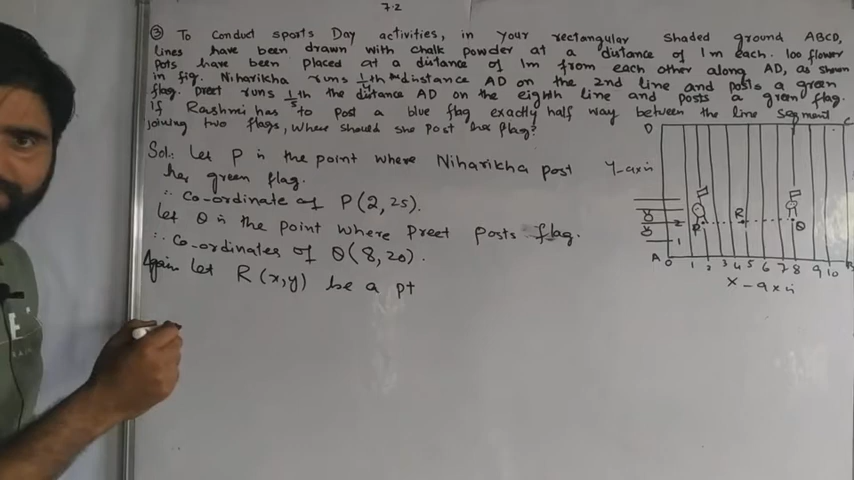 7.2
③ To conduct sports Day activities, in your rectangular shaded ground ABCD,
lines have been drawn with chalk powder at a distance of 1m each. 100 flower
pots have been placed at a distance of 1m from each other along AD, as shown
in fig. Niharikha runs 1/4th distance AD on the 2nd line and posts a green
flag. Preet runs 1/5th the distance AD on the eighth line and posts a green flag.
If Rashmi has to post a blue flag exactly half way between the line segment
joining two flags, where should she post her flag?
Sol: Let P is the point where Niharikha post
her green flag.
∴ Co-ordinate of P(2,25).
Let Q is the point where Preet posts flag.
∴ Co-ordinates of Q(8,20).
Again let R(x,y) be a pt
D C
Y-axis
P R Q
2
1
A 0 1 2 3 4 5 6 7 8 9 10 B
X-axis